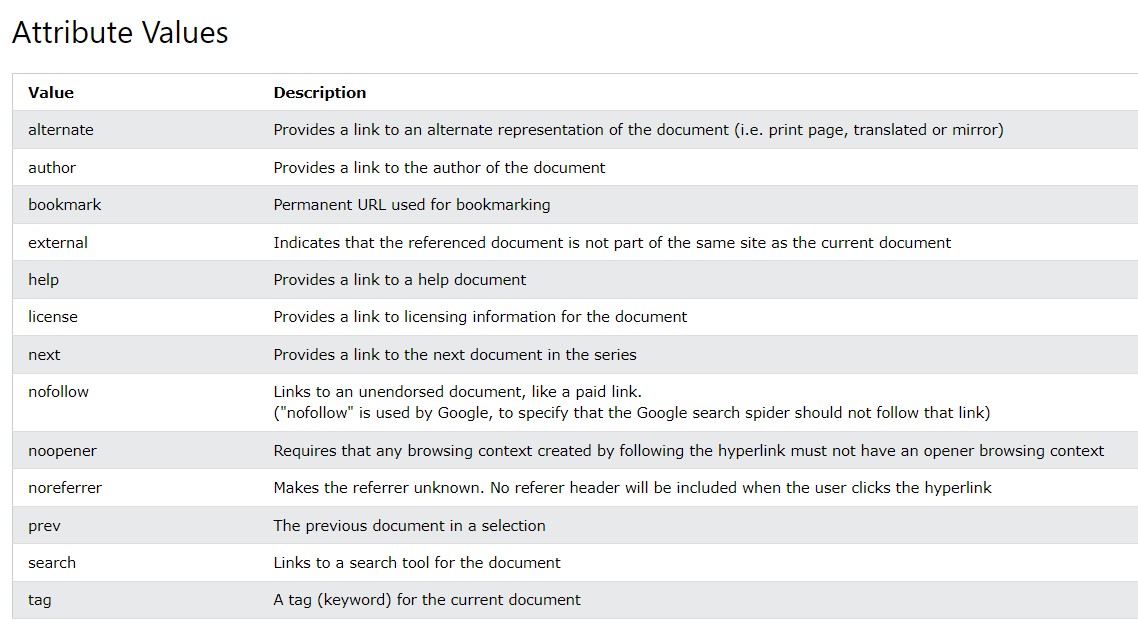 Attribute Values
Value Description
alternate Provides a link to an alternate representation of the document (i.e. print page, translated or mirror)
author Provides a link to the author of the document
bookmark Permanent URL used for bookmarking
external Indicates that the referenced document is not part of the same site as the current document
help Provides a link to a help document
license Provides a link to licensing information for the document
next Provides a link to the next document in the series
nofollow Links to an unendorsed document, like a paid link.
("nofollow" is used by Google, to specify that the Google search spider should not follow that link)
noopener Requires that any browsing context created by following the hyperlink must not have an opener browsing context
noreferrer Makes the referrer unknown. No referer header will be included when the user clicks the hyperlink
prev The previous document in a selection
search Links to a search tool for the document
tag A tag (keyword) for the current document